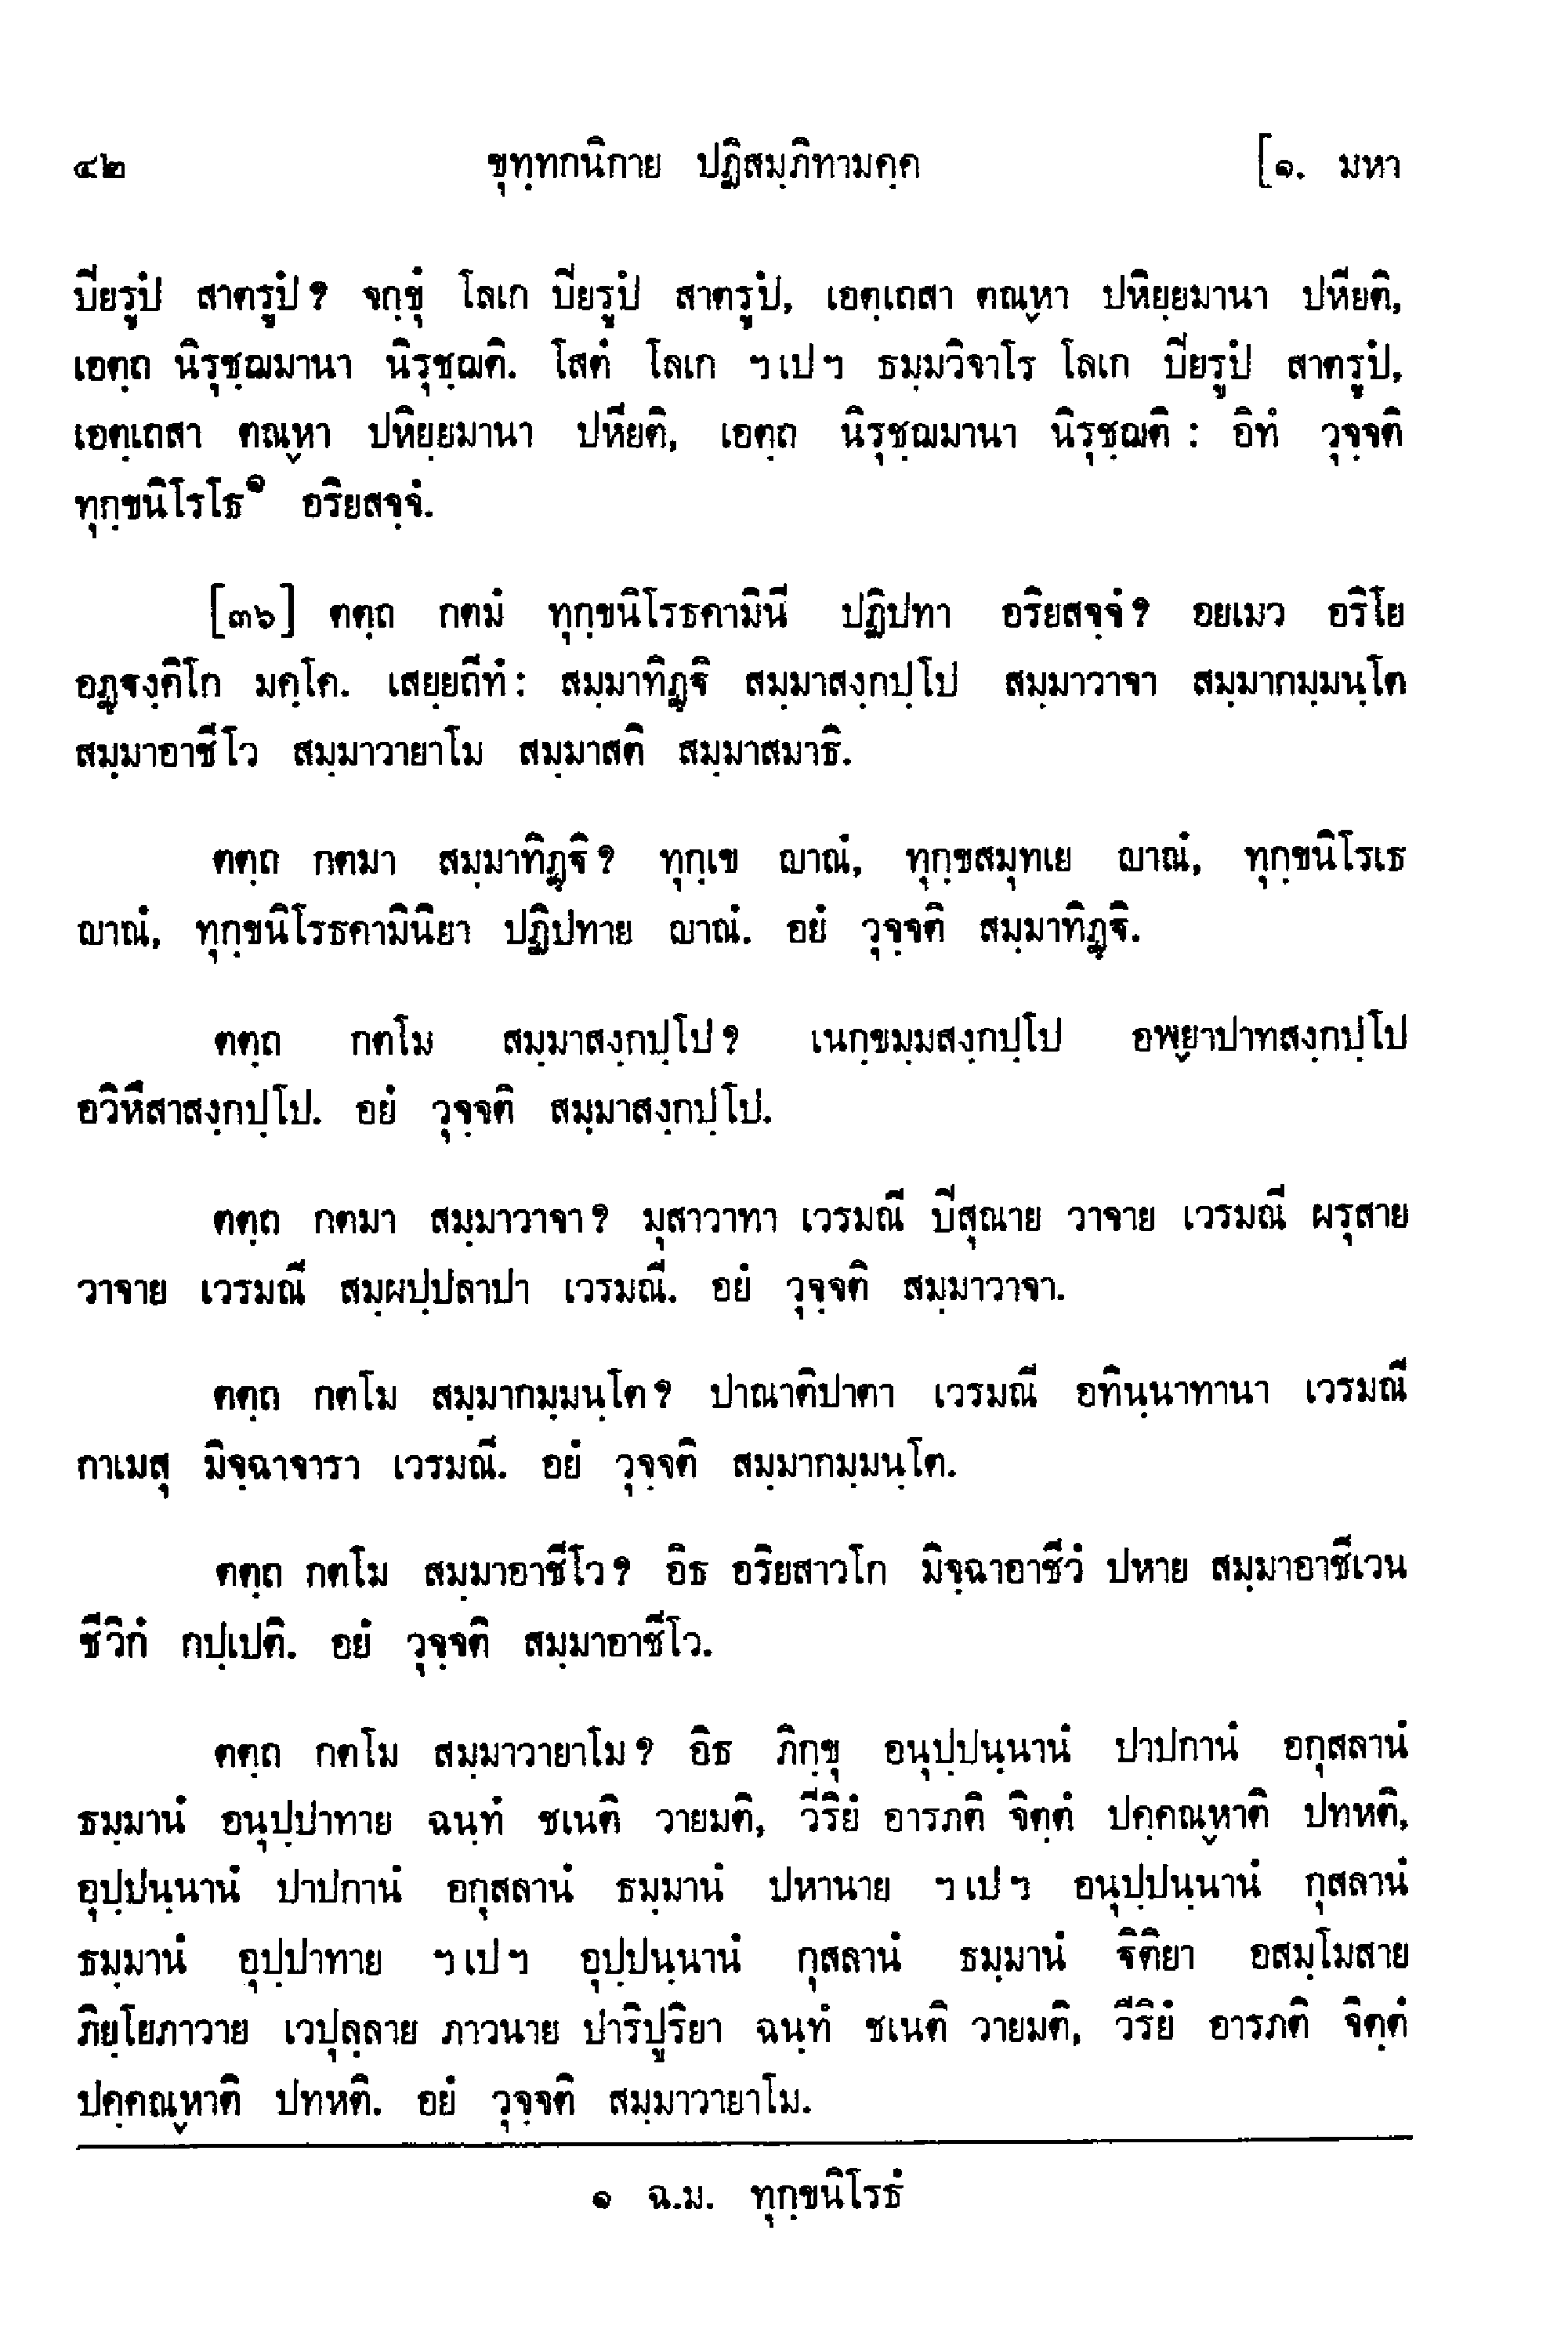 ๔๒ ขุทฺทกนิกาย ปฏิสมฺภิทามคฺค [๑. มหา
ปิยรูปํ สาตรูปํ? จกฺขุํ โลเก ปิยรูปํ สาตรูปํ, เอตฺเถสา ตณฺหา ปหิยฺยมานา ปหียติ,
เอตฺถ นิรุชฺฌมานา นิรุชฺฌติ. โสตํ โลเก ฯเปฯ ธมฺมวิจาโร โลเก ปิยรูปํ สาตรูปํ,
เอตฺเถสา ตณฺหา ปหิยฺยมานา ปหียติ, เอตฺถ นิรุชฺฌมานา นิรุชฺฌติ : อิทํ วุจฺจติ
ทุกฺขนิโรโธ๑ อริยสจฺจํ.
[๓๖] ตตฺถ กตมํ ทุกฺขนิโรธคามินี ปฏิปทา อริยสจฺจํ? อยเมว อริโย
อฏฺฐงฺคิโก มคฺโค. เสยฺยถีทํ: สมฺมาทิฏฺฐิ สมฺมาสงฺกปฺโป สมฺมาวาจา สมฺมากมฺมนฺโต
สมฺมาอาชีโว สมฺมาวายาโม สมฺมาสติ สมฺมาสมาธิ.
ตตฺถ กตมา สมฺมาทิฏฺฐิ? ทุกฺเข ญาณํ, ทุกฺขสมุทเย ญาณํ, ทุกฺขนิโรเธ
ญาณํ, ทุกฺขนิโรธคามินิยา ปฏิปทาย ญาณํ. อยํ วุจฺจติ สมฺมาทิฏฺฐิ.
ตตฺถ กตโม สมฺมาสงฺกปฺโป? เนกฺขมฺมสงฺกปฺโป อพฺยาปาทสงฺกปฺโป
อวิหึสาสงฺกปฺโป. อยํ วุจฺจติ สมฺมาสงฺกปฺโป.
ตตฺถ กตมา สมฺมาวาจา? มุสาวาทา เวรมณี ปิสุณาย วาจาย เวรมณี ผรุสาย
วาจาย เวรมณี สมฺผปฺปลาปา เวรมณี. อยํ วุจฺจติ สมฺมาวาจา.
ตตฺถ กตโม สมฺมากมฺมนฺโต? ปาณาติปาตา เวรมณี อทินฺนาทานา เวรมณี
กาเมสุ มิจฺฉาจารา เวรมณี. อยํ วุจฺจติ สมฺมากมฺมนฺโต.
ตตฺถ กตโม สมฺมาอาชีโว? อิธ อริยสาวโก มิจฺฉาอาชีวํ ปหาย สมฺมาอาชีเวน
ชีวิกํ กปฺเปติ. อยํ วุจฺจติ สมฺมาอาชีโว.
ตตฺถ กตโม สมฺมาวายาโม? อิธ ภิกฺขุ อนุปฺปนฺนานํ ปาปกานํ อกุสลานํ
ธมฺมานํ อนุปฺปาทาย ฉนฺทํ ชเนติ วายมติ, วีริยํ อารภติ จิตฺตํ ปคฺคณฺหาติ ปทหติ,
อุปฺปนฺนานํ ปาปกานํ อกุสลานํ ธมฺมานํ ปหานาย ฯเปฯ อนุปฺปนฺนานํ กุสลานํ
ธมฺมานํ อุปฺปาทาย ฯเปฯ อุปฺปนฺนานํ กุสลานํ ธมฺมานํ ฐิติยา อสมฺโมสาย
ภิยฺโยภาวาย เวปุลฺลาย ภาวนาย ปาริปูริยา ฉนฺทํ ชเนติ วายมติ, วีริยํ อารภติ จิตฺตํ
ปคฺคณฺหาติ ปทหติ. อยํ วุจฺจติ สมฺมาวายาโม.
๑ ฉ.ม. ทุกฺขนิโรธํ